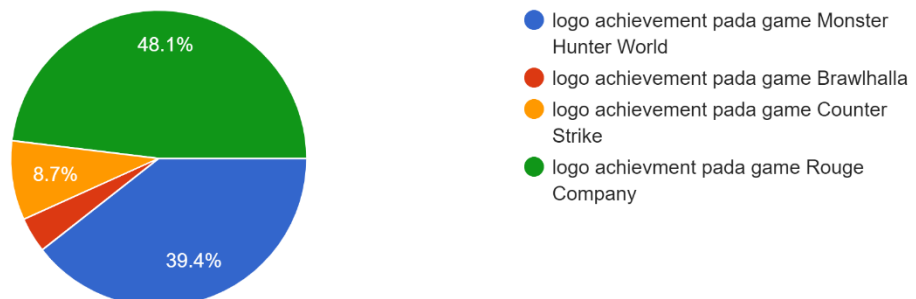 48.1%
8.7%
39.4%
logo achievement pada game Monster
Hunter World
logo achievement pada game Brawlhalla
logo achievement pada game Counter
Strike
logo achievment pada game Rouge
Company